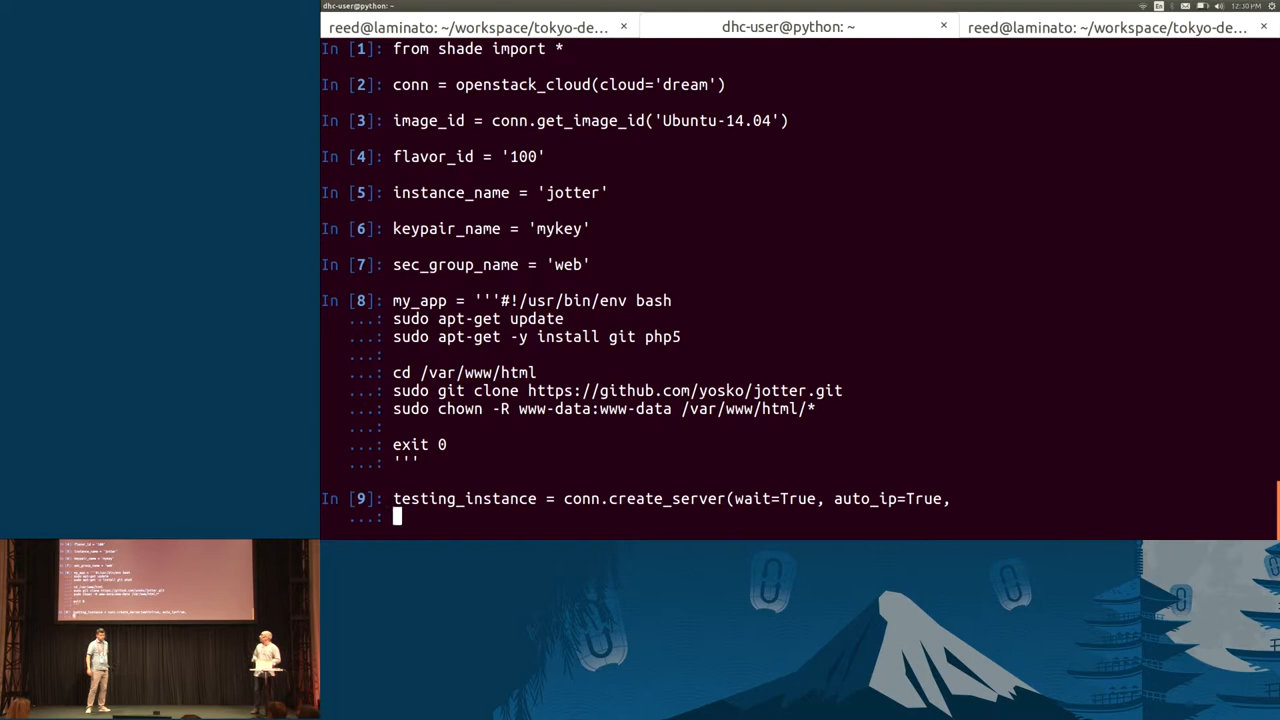 dhc-user@python: ~
En
12:30 PM
reed@laminato: ~/workspace/tokyo-de... ×
dhc-user@python: ~ ×
reed@laminato: ~/workspace/tokyo-de... ×
In [1]: from shade import *
In [2]: conn = openstack_cloud(cloud='dream')
In [3]: image_id = conn.get_image_id('Ubuntu-14.04')
In [4]: flavor_id = '100'
In [5]: instance_name = 'jotter'
In [6]: keypair_name = 'mykey'
In [7]: sec_group_name = 'web'
In [8]: my_app = '''#!/usr/bin/env bash
...: sudo apt-get update
...: sudo apt-get -y install git php5
...:
...: cd /var/www/html
...: sudo git clone https://github.com/yosko/jotter.git
...: sudo chown -R www-data:www-data /var/www/html/*
...:
...: exit 0
...: '''
In [9]: testing_instance = conn.create_server(wait=True, auto_ip=True,
...: